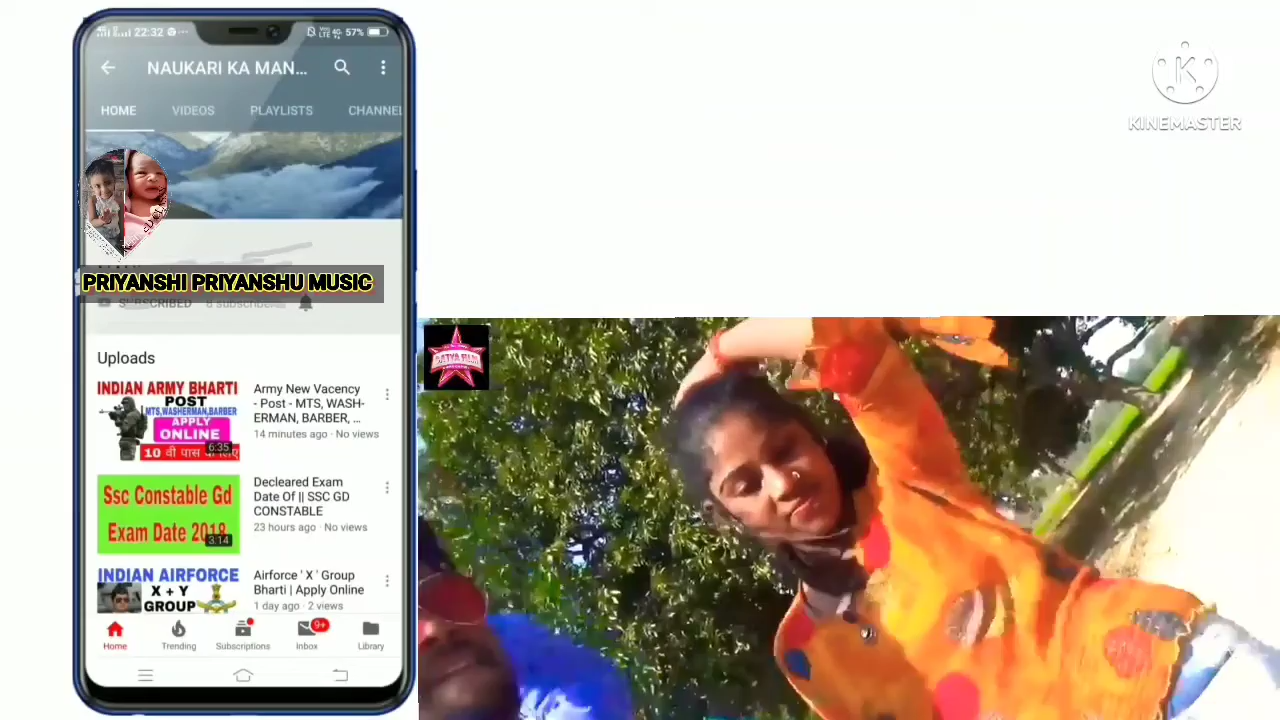 22:32
57%
NAUKARI KA MAN...
HOME VIDEOS PLAYLISTS CHANNEL
PRIYANSHI PRIYANSHU MUSIC
SUBSCRIBED 8 subscribers
Uploads
INDIAN ARMY BHARTI
POST
MTS,WASHERMAN,BARBER
APPLY
ONLINE
6:35
10 वी पास
Army New Vacency
- Post - MTS, WASH-
ERMAN, BARBER, ...
14 minutes ago · No views
Ssc Constable Gd
Exam Date 2018
3:14
Decleared Exam
Date Of || SSC GD
CONSTABLE
23 hours ago · No views
INDIAN AIRFORCE
X + Y
GROUP
Airforce ' X ' Group
Bharti | Apply Online
1 day ago · 2 views
9+
Home Trending Subscriptions Inbox Library
K
KINEMASTER